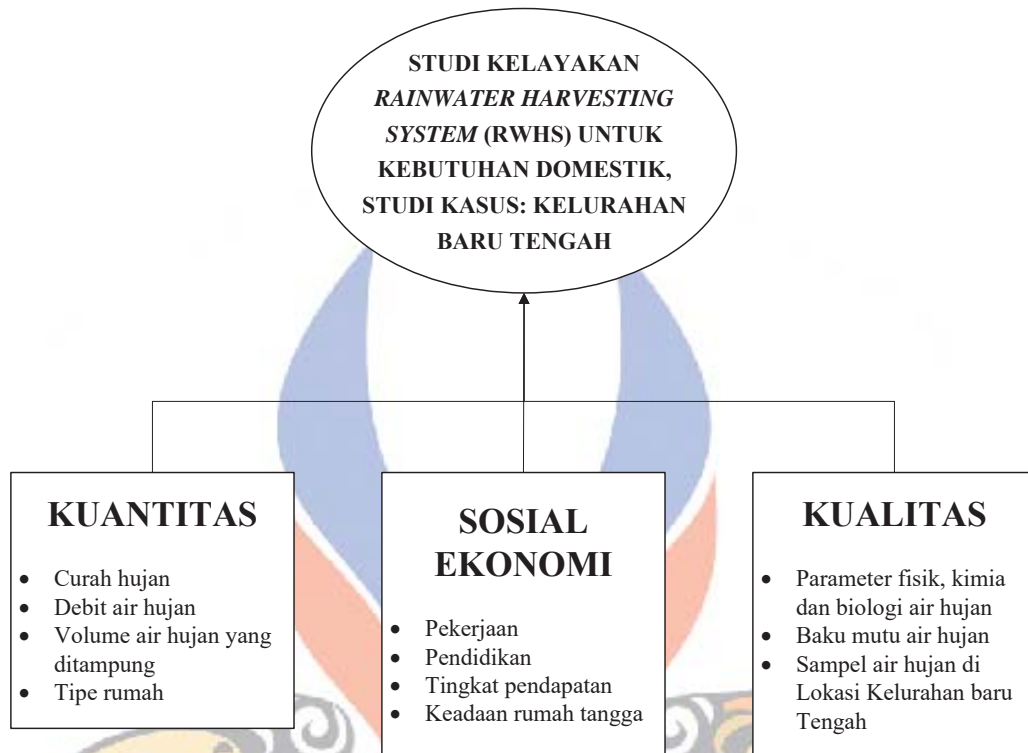 STUDI KELAYAKAN
RAINWATER HARVESTING
SYSTEM (RWHS) UNTUK
KEBUTUHAN DOMESTIK,
STUDI KASUS: KELURAHAN
BARU TENGAH
KUANTITAS
• Curah hujan
• Debit air hujan
• Volume air hujan yang
ditampung
• Tipe rumah
SOSIAL
EKONOMI
• Pekerjaan
• Pendidikan
• Tingkat pendapatan
• Keadaan rumah tangga
KUALITAS
• Parameter fisik, kimia
dan biologi air hujan
• Baku mutu air hujan
• Sampel air hujan di
Lokasi Kelurahan baru
Tengah